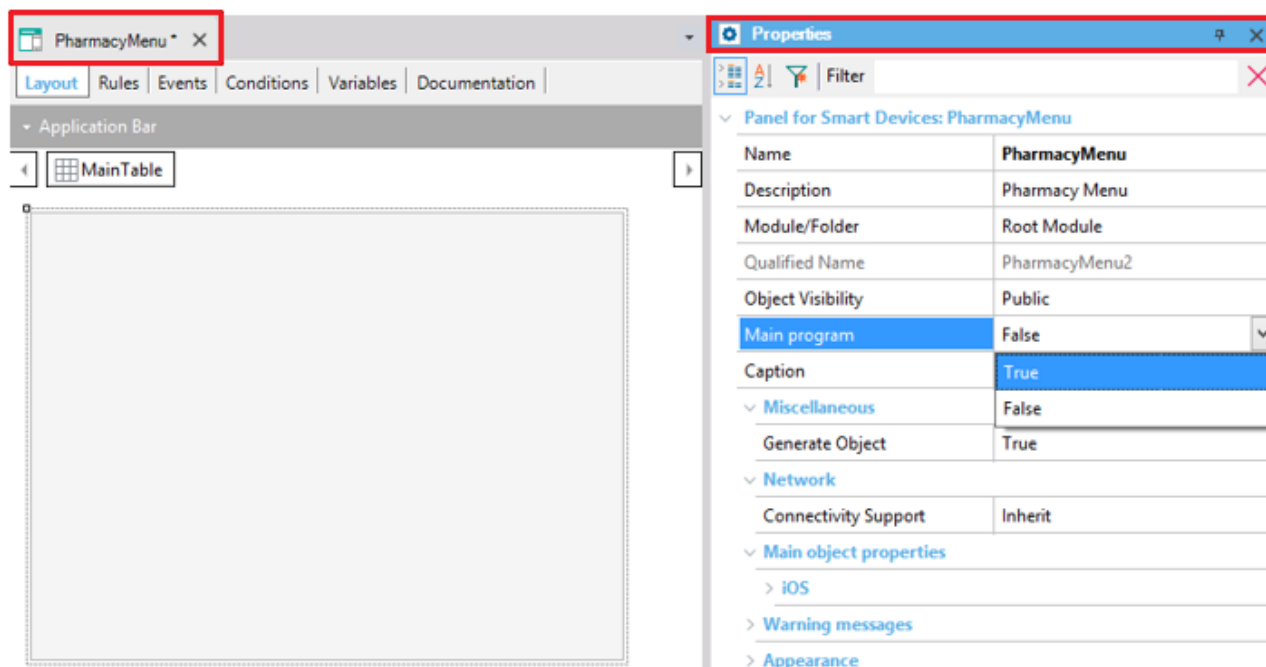 PharmacyMenu *
Layout Rules Events Conditions Variables Documentation
Application Bar
MainTable
Properties
Filter
Panel for Smart Devices: PharmacyMenu
Name PharmacyMenu
Description Pharmacy Menu
Module/Folder Root Module
Qualified Name PharmacyMenu2
Object Visibility Public
Main program False
Caption True
False
Miscellaneous
Generate Object True
Network
Connectivity Support Inherit
Main object properties
iOS
Warning messages
Appearance